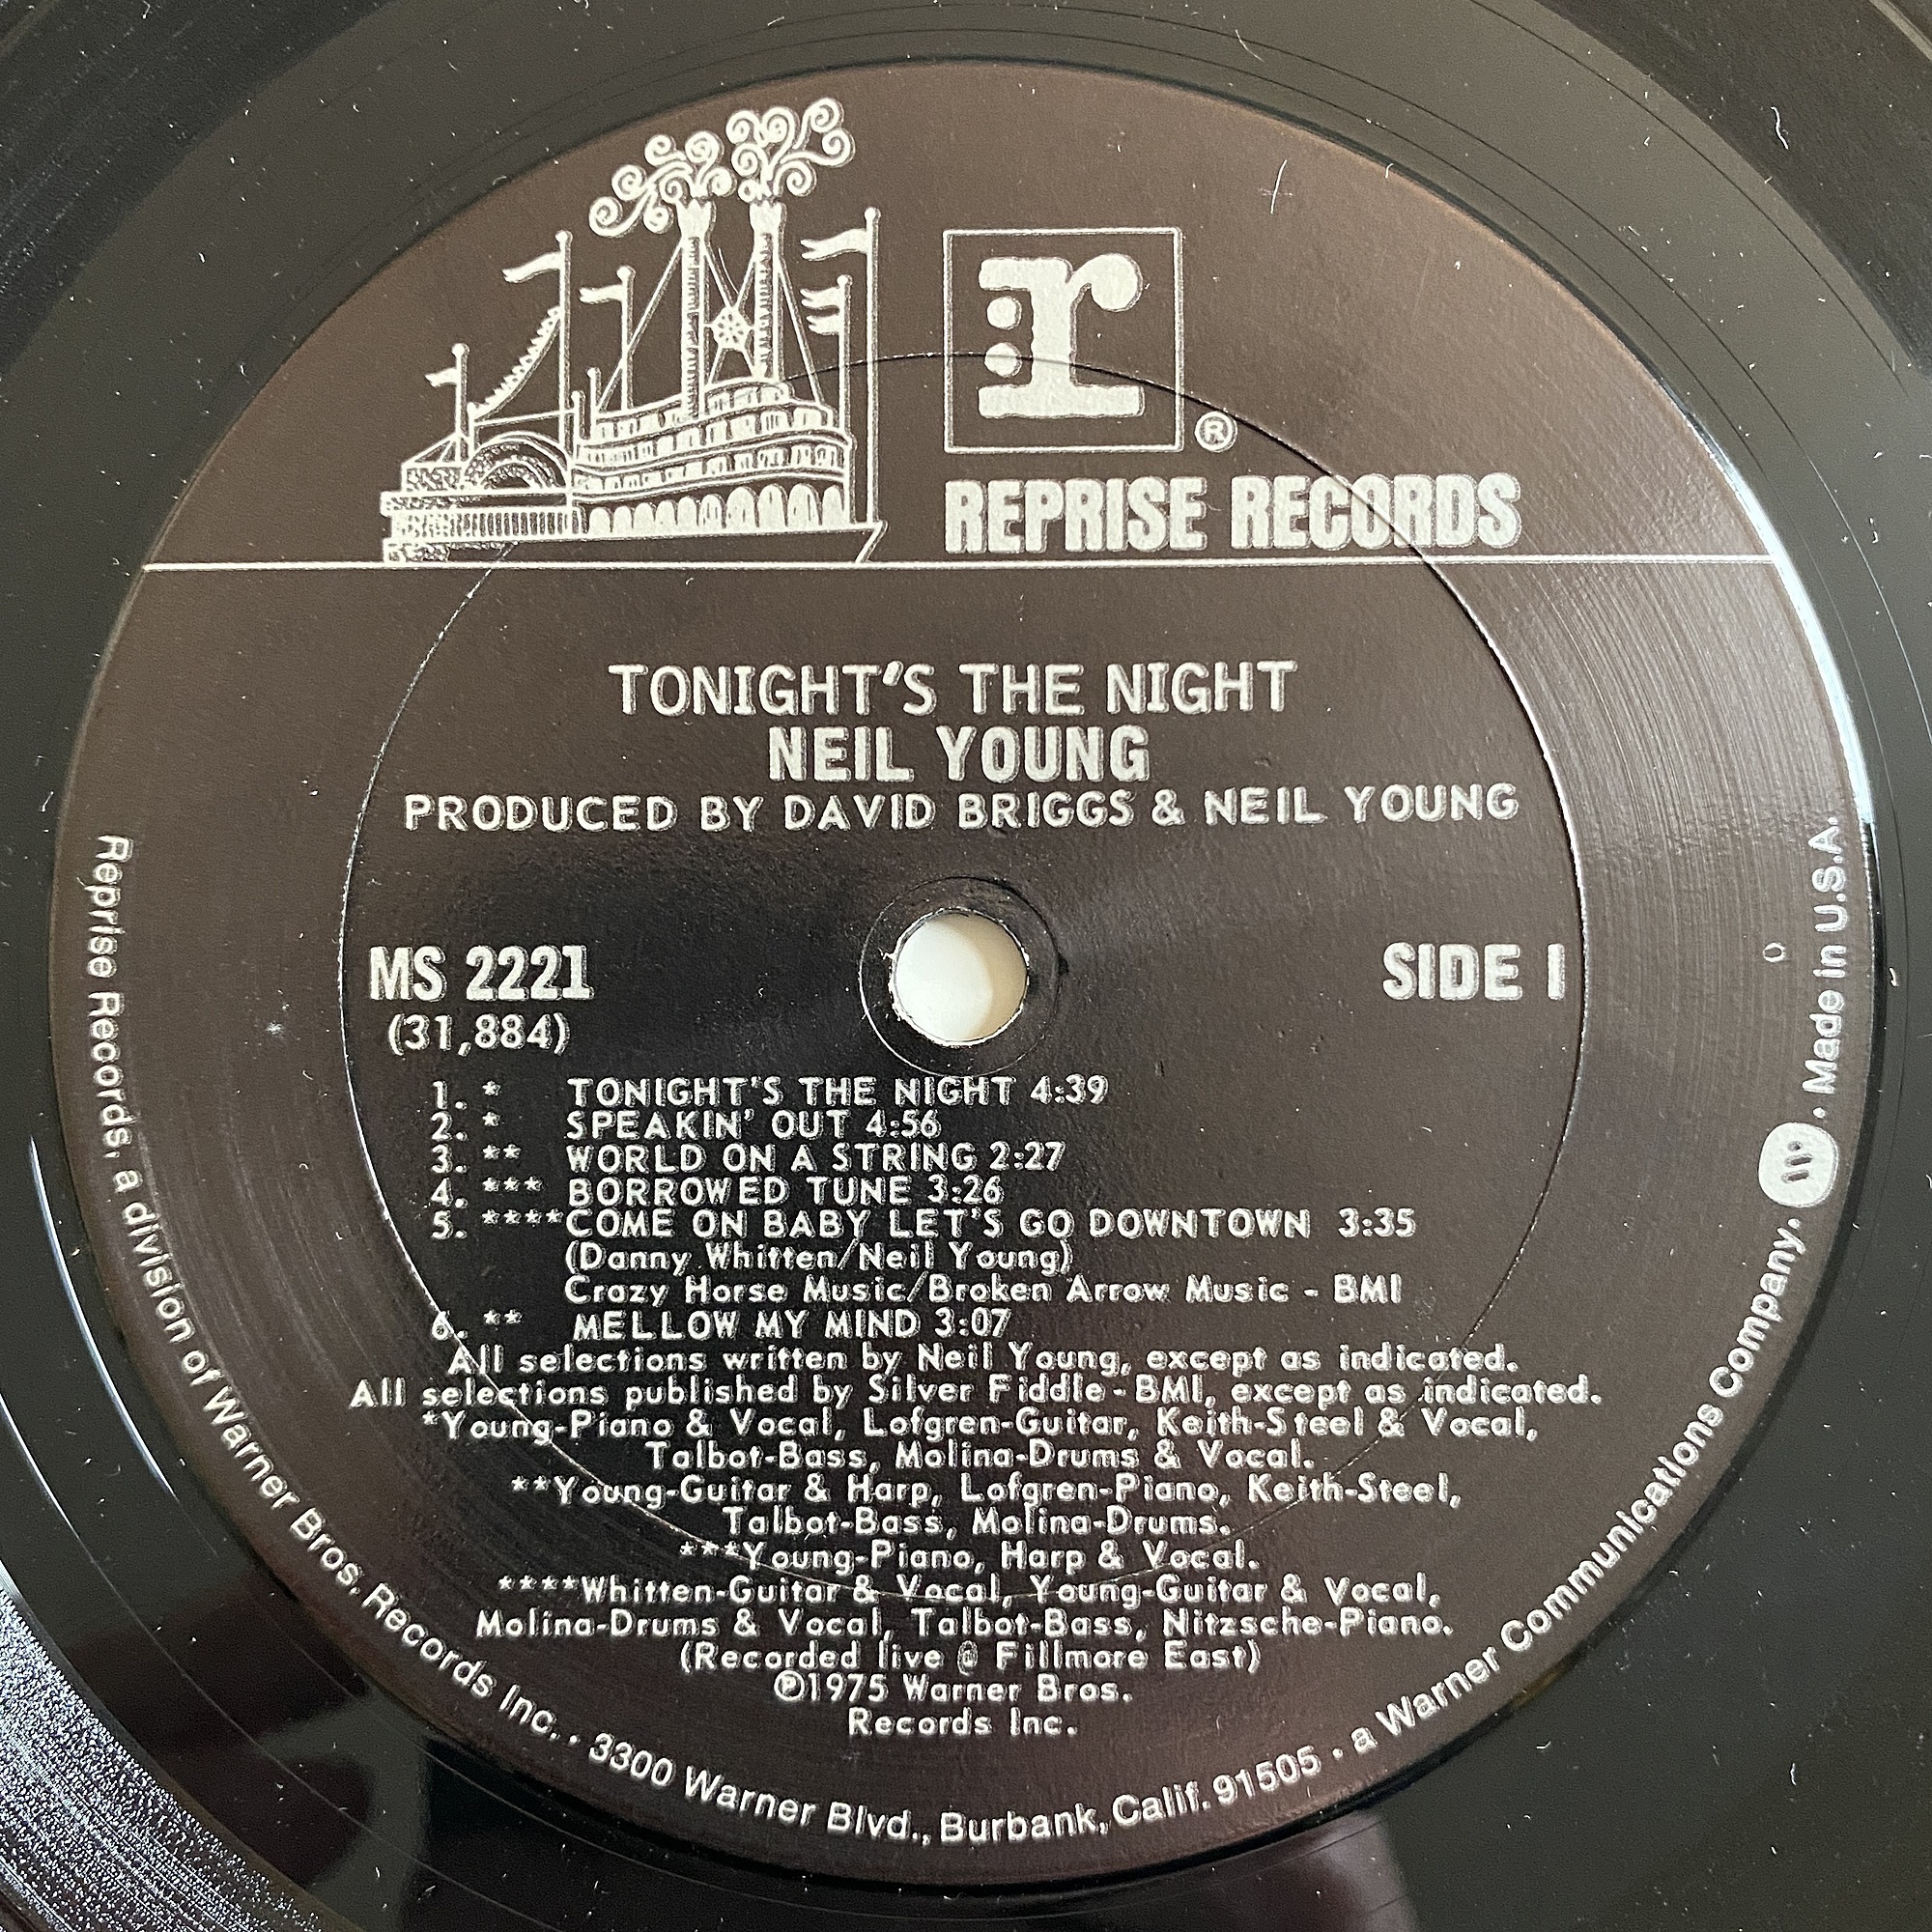 r
®
REPRISE RECORDS
TONIGHT'S THE NIGHT
NEIL YOUNG
PRODUCED BY DAVID BRIGGS & NEIL YOUNG
MS 2221
SIDE 1
(31,884)
1. * TONIGHT'S THE NIGHT 4:39
2. * SPEAKIN' OUT 4:56
3. ** WORLD ON A STRING 2:27
4. *** BORROWED TUNE 3:26
5. ****COME ON BABY LET'S GO DOWNTOWN 3:35
(Danny Whitten/Neil Young)
Crazy Horse Music/Broken Arrow Music - BMI
6. ** MELLOW MY MIND 3:07
All selections written by Neil Young, except as indicated.
All selections published by Silver Fiddle - BMI, except as indicated.
*Young-Piano & Vocal, Lofgren-Guitar, Keith-Steel & Vocal,
Talbot-Bass, Molina-Drums & Vocal.
**Young-Guitar & Harp, Lofgren-Piano, Keith-Steel,
Talbot-Bass, Molina-Drums.
***Young-Piano, Harp & Vocal.
****Whitten-Guitar & Vocal, Young-Guitar & Vocal,
Molina-Drums & Vocal, Talbot-Bass, Nitzsche-Piano.
(Recorded live @ Fillmore East)
℗1975 Warner Bros.
Records Inc.
Reprise Records, a division of Warner Bros. Records Inc. · 3300 Warner Blvd., Burbank, Calif. 91505 · a Warner Communications Company. · Made in U.S.A.